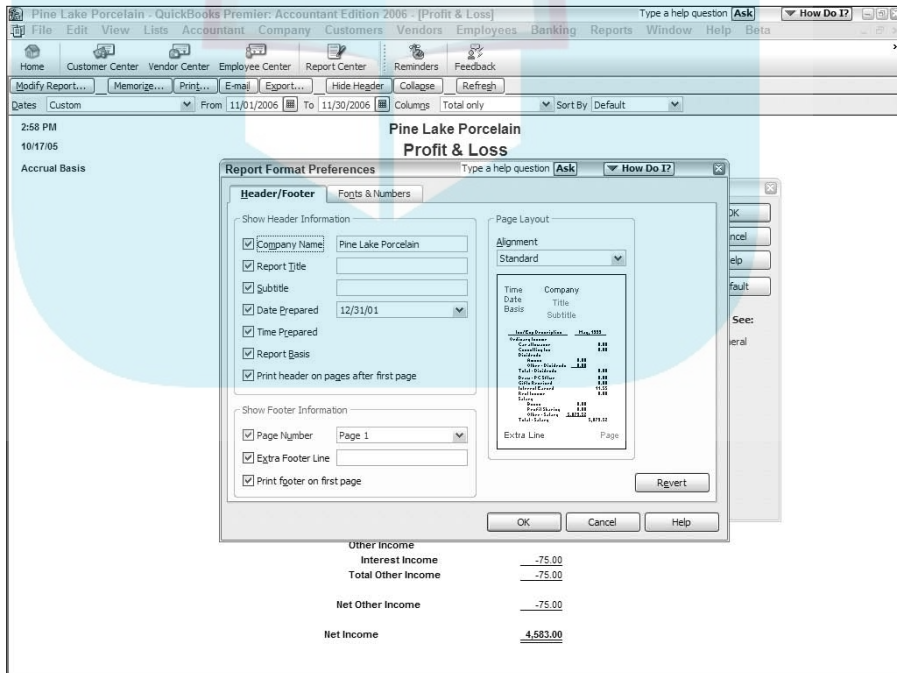 Pine Lake Porcelain - QuickBooks Premier: Accountant Edition 2006 - [Profit & Loss]
Type a help question Ask How Do I?
File Edit View Lists Accountant Company Customers Vendors Employees Banking Reports Window Help Beta
Home Customer Center Vendor Center Employee Center Report Center Reminders Feedback
Modify Report... Memorize... Print... E-mail Export... Hide Header Collapse Refresh
Dates Custom From 11/01/2006 To 11/30/2006 Columns Total only Sort By Default
2:58 PM
10/17/05
Accrual Basis
Pine Lake Porcelain
Profit & Loss
Report Format Preferences Type a help question Ask How Do I?
Header/Footer Fonts & Numbers
Show Header Information
Company Name Pine Lake Porcelain
Report Title
Subtitle
Date Prepared 12/31/01
Time Prepared
Report Basis
Print header on pages after first page
Show Footer Information
Page Number Page 1
Extra Footer Line
Print footer on first page
Page Layout
Alignment
Standard
Time Company
Date Title
Basis Subtitle
Extra Line Page
Revert
OK Cancel Help
See:
Other Income
Interest Income -75.00
Total Other Income -75.00
Net Other Income -75.00
Net Income 4,583.00